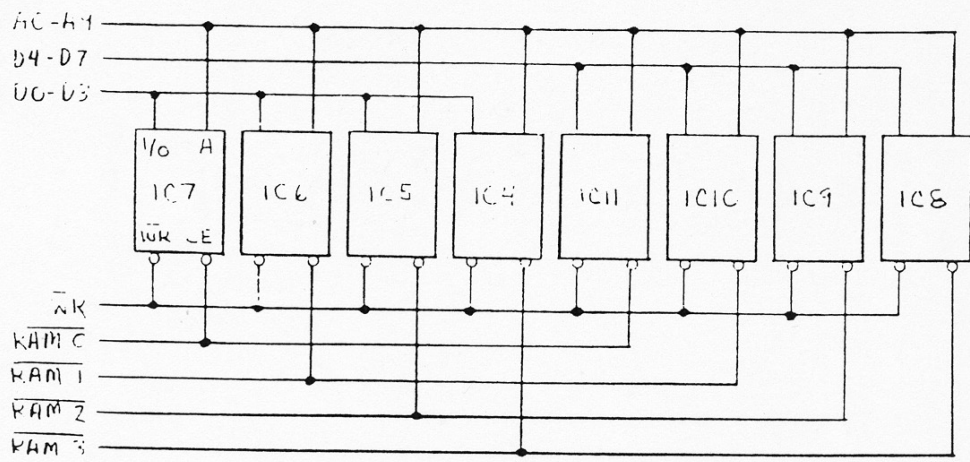 A0-A9
D4-D7
D0-D3
I/O A
IC7
IC6
IC5
IC4
IC11
IC10
IC9
IC8
WR CE
WR
RAM 0
RAM 1
RAM 2
RAM 3